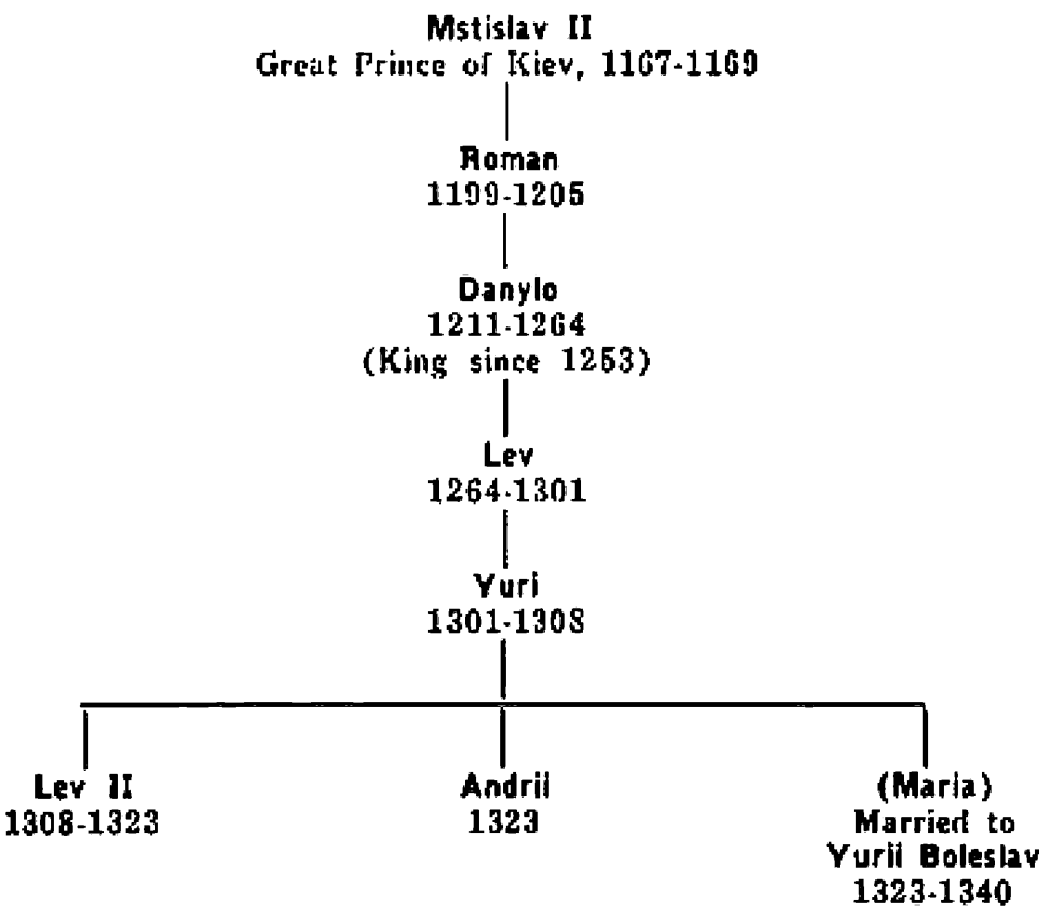 Mstislav II
Great Prince of Kiev, 1167-1169
Roman
1199-1205
Danylo
1211-1264
(King since 1253)
Lev
1264-1301
Yuri
1301-1308
Lev II
1308-1323
Andrii
1323
(Maria)
Married to
Yurii Boleslav
1323-1340